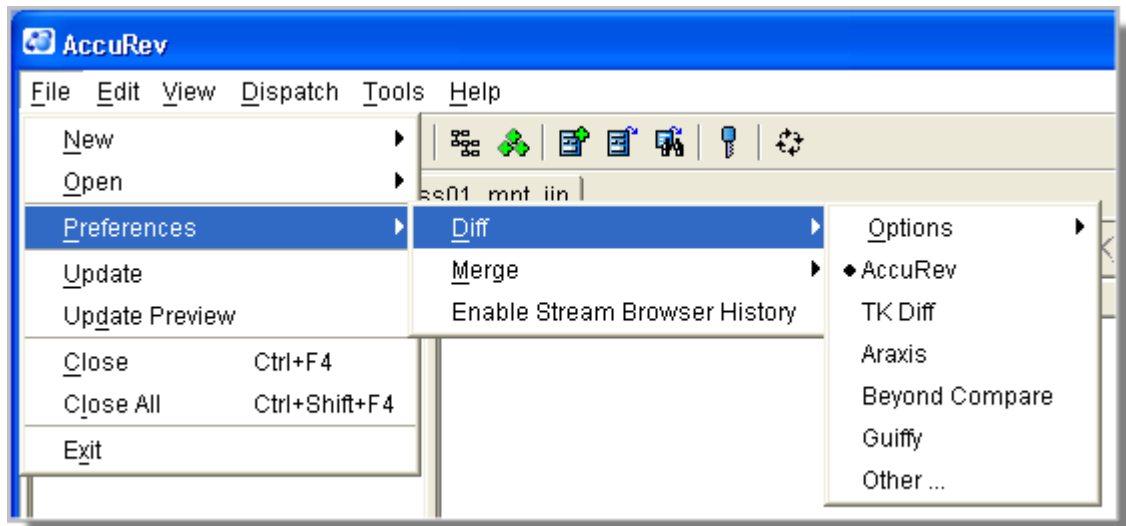 AccuRev
File Edit View Dispatch Tools Help
New
Open
Preferences
Update
Update Preview
Close Ctrl+F4
Close All Ctrl+Shift+F4
Exit
Diff
Merge
Enable Stream Browser History
Options
AccuRev
TK Diff
Araxis
Beyond Compare
Guiffy
Other ...